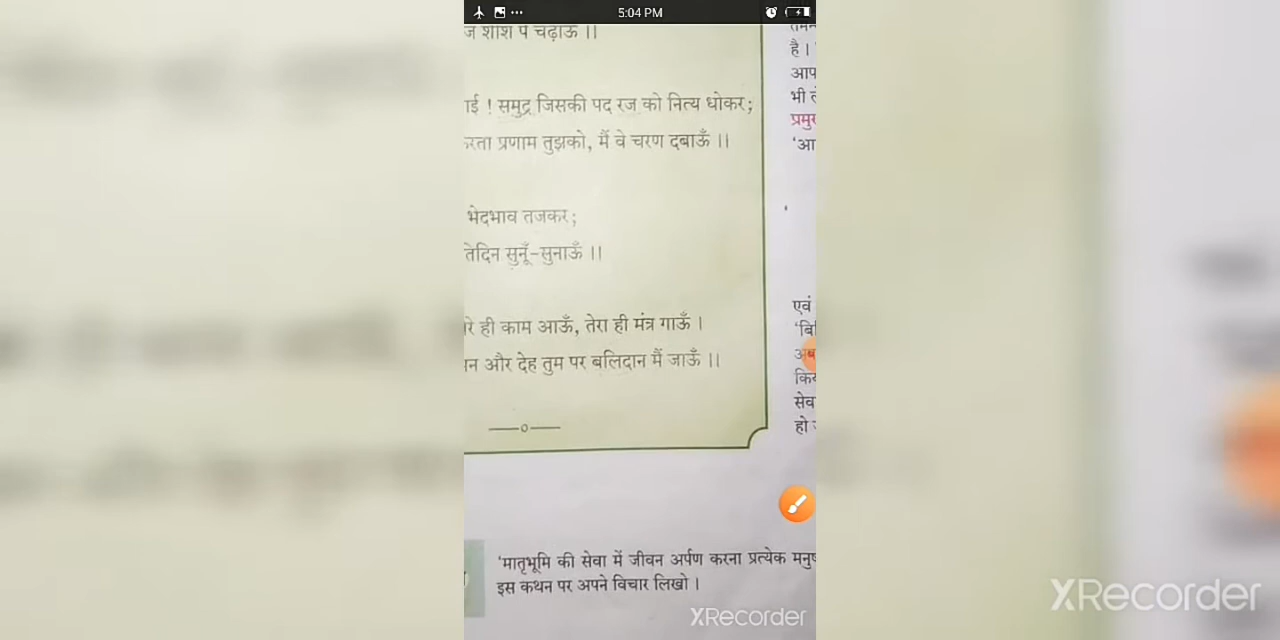 5:04 PM
ज शीश पे चढ़ाऊँ ।।
ई ! समुद्र जिसकी पद रज को नित्य धोकर;
रता प्रणाम तुझको, मैं वे चरण दबाऊँ ।।
भेदभाव तजकर;
तिदिन सुनूँ-सुनाऊँ ।।
रे ही काम आऊँ, तेरा ही मंत्र गाऊँ ।
न और देह तुम पर बलिदान मैं जाऊँ ।।
'मातृभूमि की सेवा में जीवन अर्पण करना प्रत्येक मनुष
इस कथन पर अपने विचार लिखो ।
है ।
आप
भी
प्रमु
'आ
एवं
'बि
अब
किय
सेव
हो
XRecorder
XRecorder